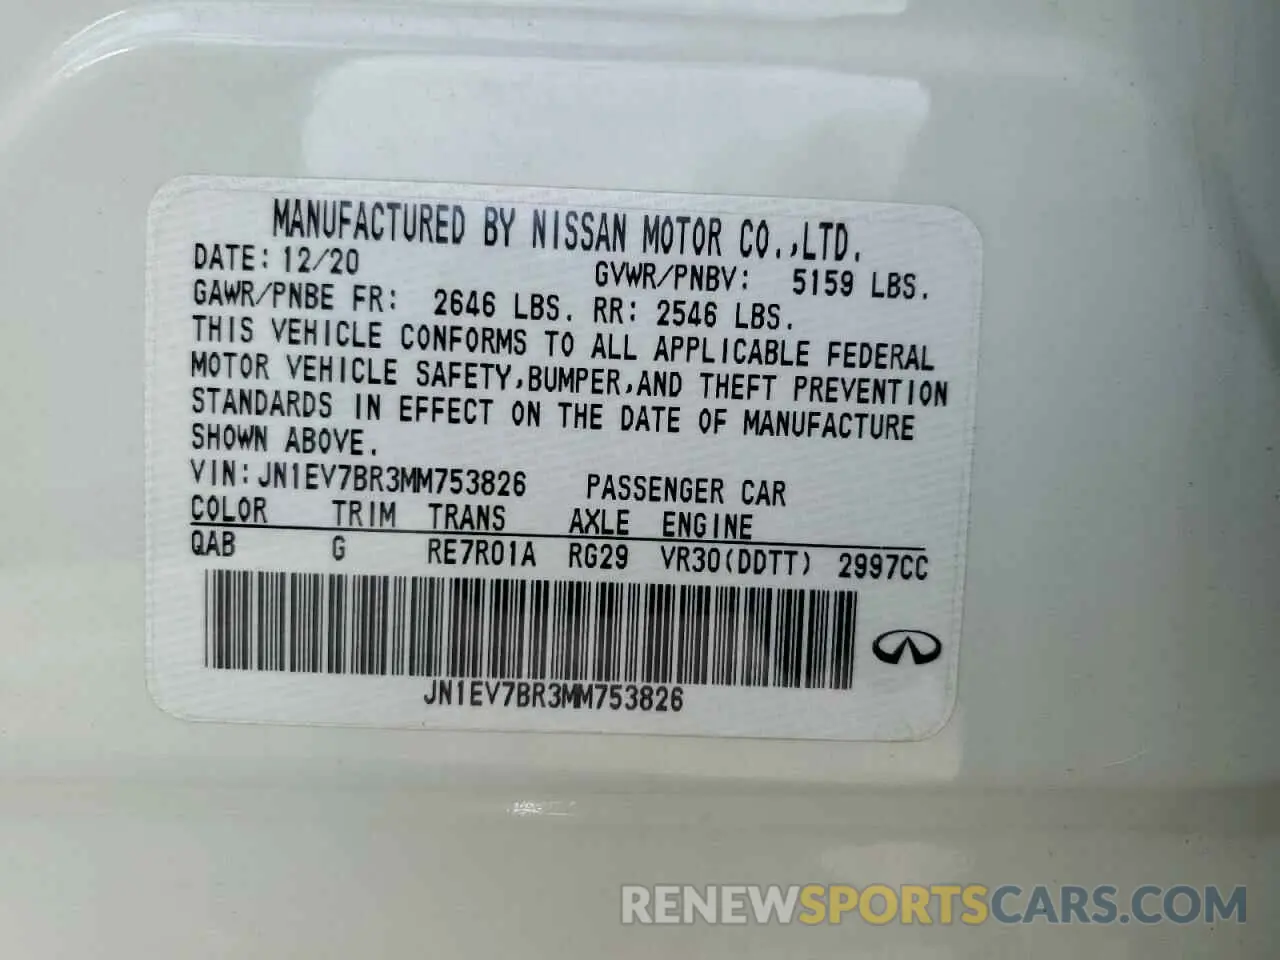 MANUFACTURED BY NISSAN MOTOR CO.,LTD.
DATE: 12/20 GVWR/PNBV: 5159 LBS.
GAWR/PNBE FR: 2646 LBS. RR: 2546 LBS.
THIS VEHICLE CONFORMS TO ALL APPLICABLE FEDERAL
MOTOR VEHICLE SAFETY,BUMPER,AND THEFT PREVENTION
STANDARDS IN EFFECT ON THE DATE OF MANUFACTURE
SHOWN ABOVE.
VIN: JN1EV7BR3MM753826 PASSENGER CAR
COLOR TRIM TRANS AXLE ENGINE
QAB G RE7R01A RG29 VR30(DDTT) 2997CC
JN1EV7BR3MM753826
RENEWSPORTSCARS.COM